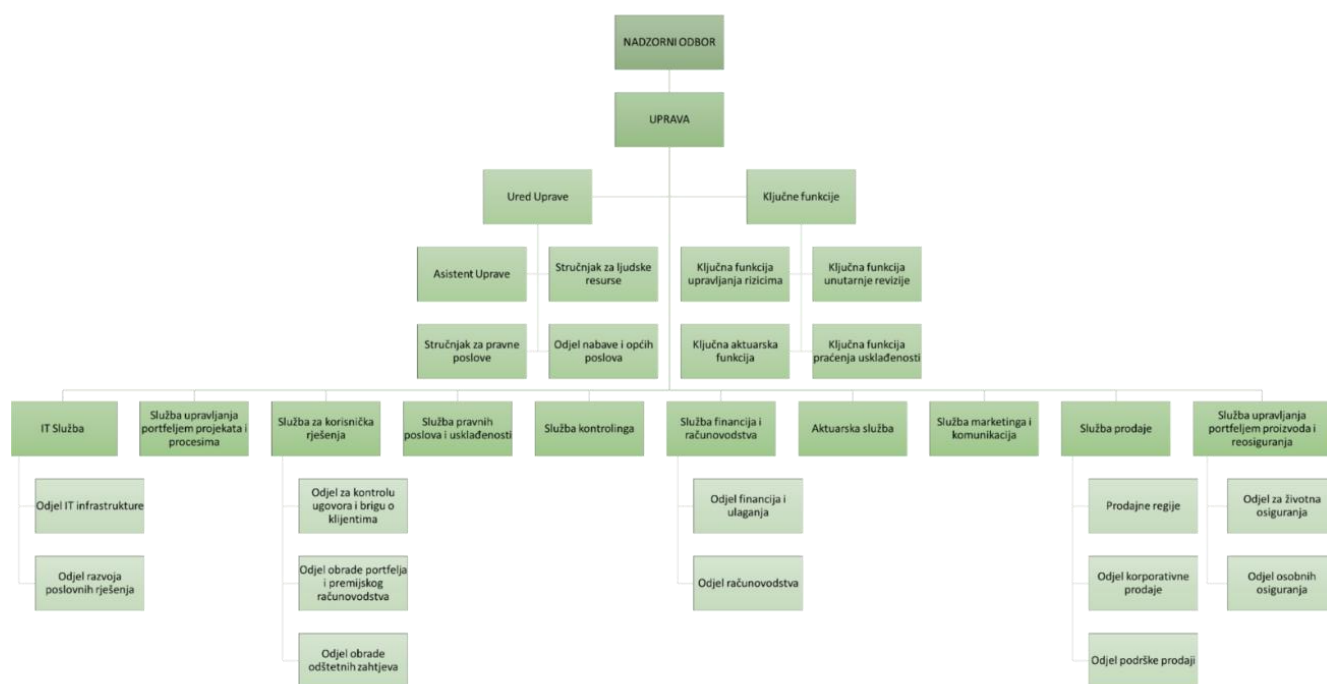 NADZORNI ODBOR
UPRAVA
Ured Uprave
Ključne funkcije
Asistent Uprave
Stručnjak za ljudske
resurse
Ključna funkcija
upravljanja rizicima
Ključna funkcija
unutarnje revizije
Stručnjak za pravne
poslove
Odjel nabave i općih
poslova
Ključna aktuarska
funkcija
Ključna funkcija
praćenja usklađenosti
IT Služba
Služba upravljanja
portfeljem projekata i
procesima
Služba za korisnička
rješenja
Služba pravnih
poslova i usklađenosti
Služba kontrolinga
Služba financija i
računovodstva
Aktuarska služba
Služba marketinga i
komunikacija
Služba prodaje
Služba upravljanja
portfeljem proizvoda i
reosiguranja
Odjel IT infrastrukture
Odjel za kontrolu
ugovora i brigu o
klijentima
Odjel financija i
ulaganja
Prodajne regije
Odjel za životna
osiguranja
Odjel razvoja
poslovnih rješenja
Odjel obrade portfelja
i premijskog
računovodstva
Odjel računovodstva
Odjel korporativne
prodaje
Odjel osobnih
osiguranja
Odjel obrade
odštetnih zahtjeva
Odjel podrške prodaji